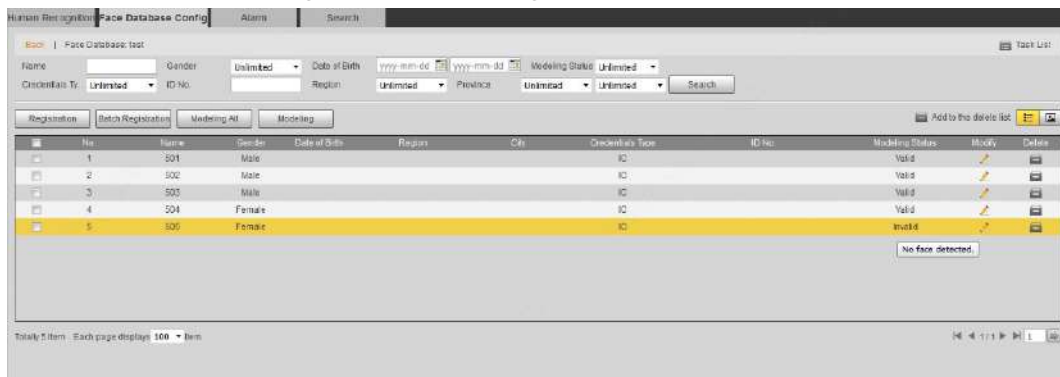 Human Recognition Face Database Config Alarm Search
Back | Face Database: test Task List
Name Gender Unlimited Date of Birth yyyy-mm-dd yyyy-mm-dd Modeling Status Unlimited
Credentials Ty Unlimited ID No. Region Unlimited Province Unlimited Unlimited Search
Registration Batch Registration Modeling All Modeling Add to the delete list
No. Name Gender Date of Birth Region City Credentials Type ID No. Modeling Status Modify Delete
1 501 Male IC Valid
2 502 Male IC Valid
3 503 Male IC Valid
4 504 Female IC Valid
5 Female IC Invalid
No face detected.
Totally 5 Item Each page displays 100 Item 1/1 1